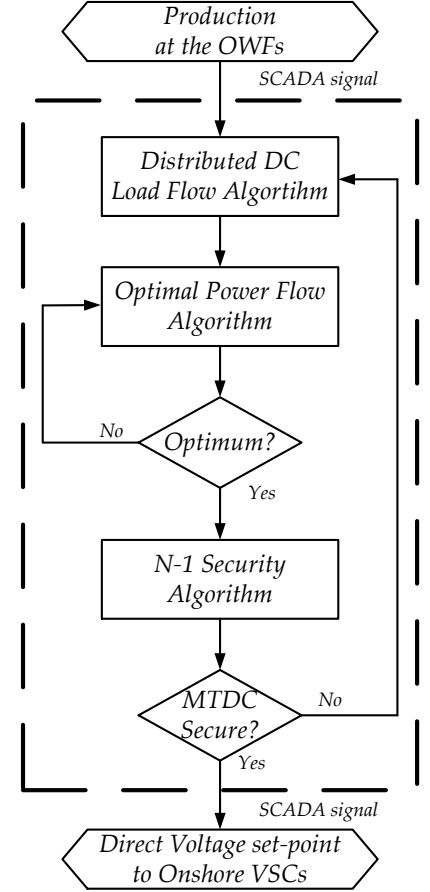 Production
at the OWFs
SCADA signal
Distributed DC
Load Flow Algortihm
Optimal Power Flow
Algorithm
No
Optimum?
Yes
N-1 Security
Algorithm
MTDC
Secure?
No
Yes
SCADA signal
Direct Voltage set-point
to Onshore VSCs